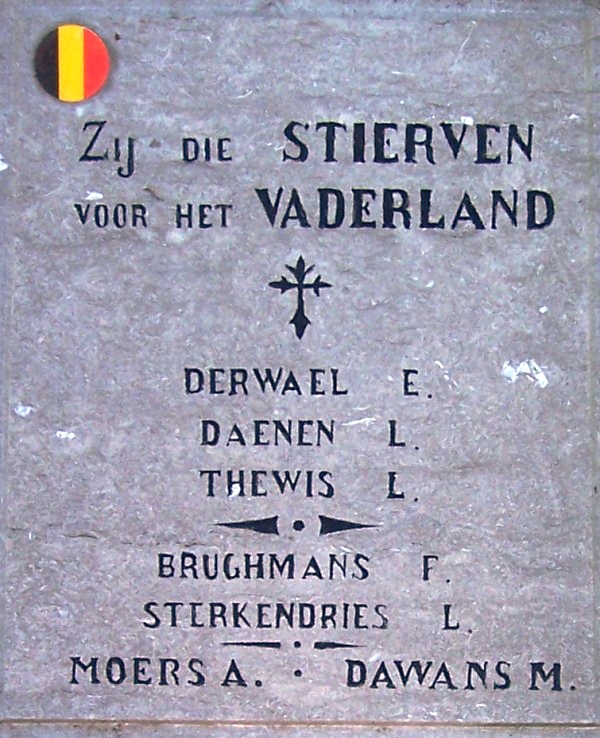 Zij die STIERVEN
VOOR HET VADERLAND
DERWAEL E.
DAENEN L.
THEWIS L.
BRUGHMANS F.
STERKENDRIES L.
MOERS A. · DAWANS M.